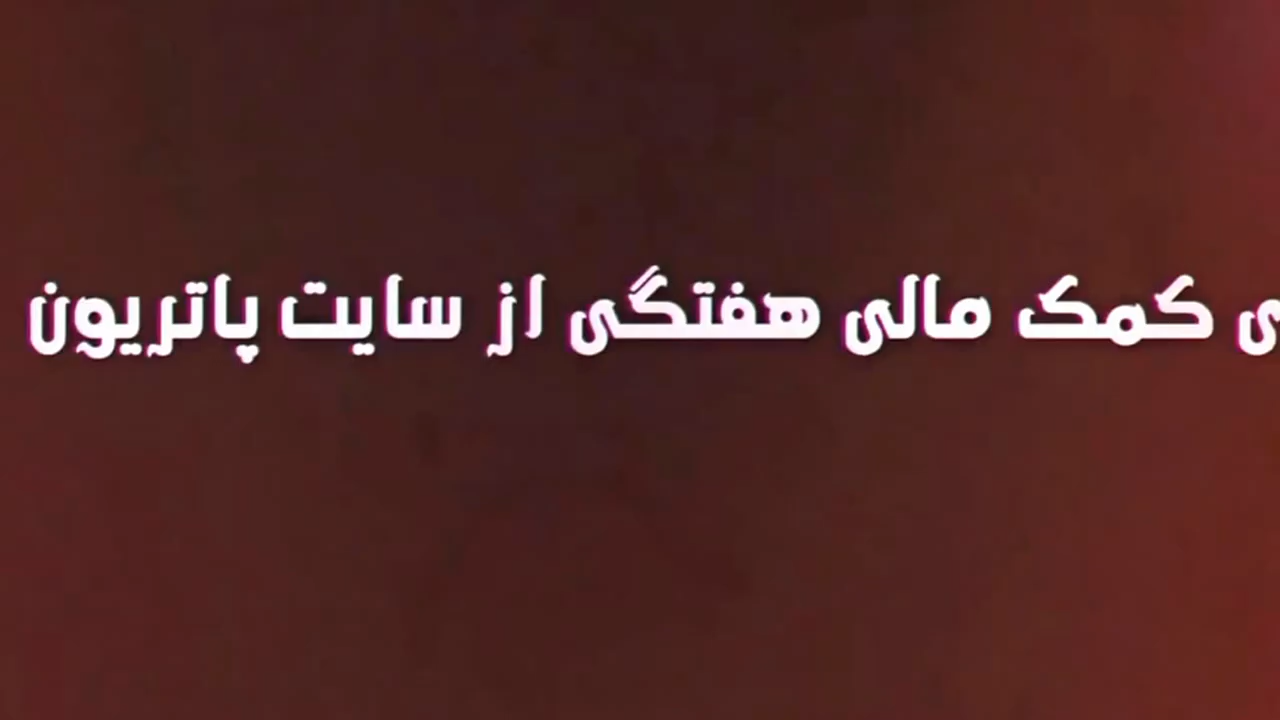 ی کمک مالی هفتگی از سایت پاتریون